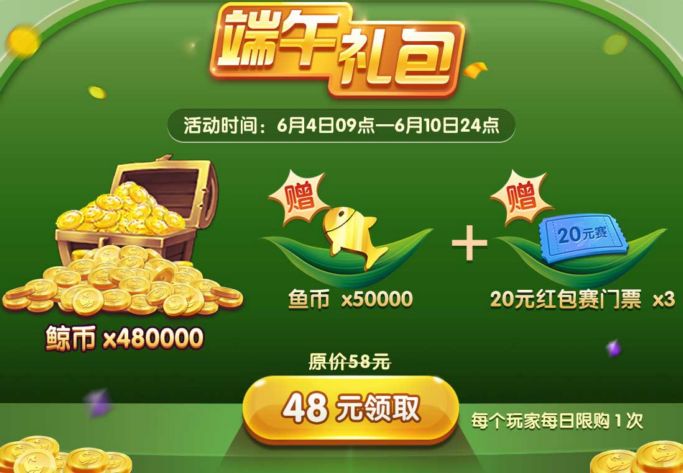 端午礼包
活动时间：6月4日09点—6月10日24点
赠
赠
20元赛
鲸币 x480000
鱼币 x50000
+
20元红包赛门票 x3
原价58元
48元领取
每个玩家每日限购1次